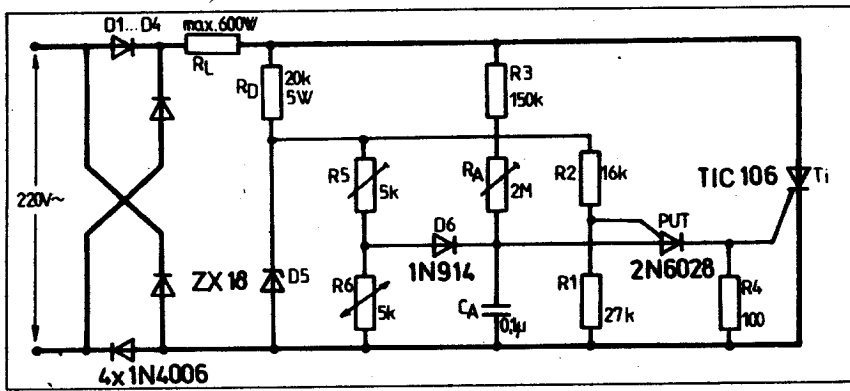 D1...D4
max.600W
RL
RD
20k
5W
R3
150k
R5
5k
RA
2M
R2
16k
TIC 106
Ti
220V~
D6
1N914
PUT
2N6028
ZX 18
D5
R6
5k
CA
0,1µ
R1
27k
R4
100
4x1N4006